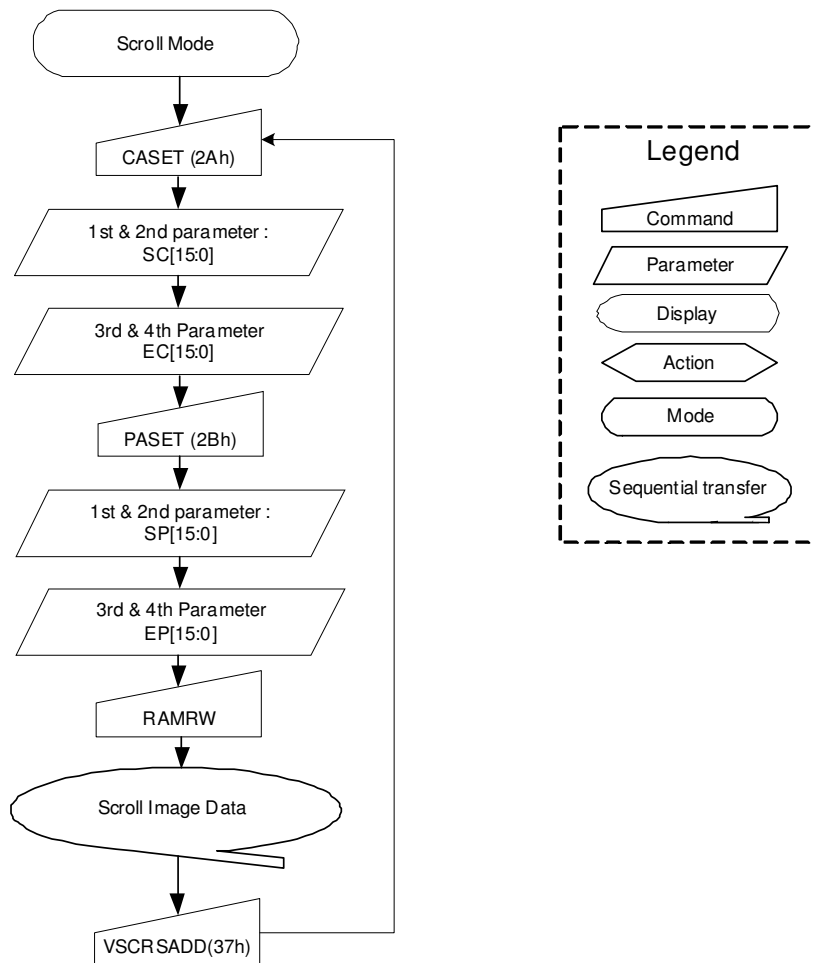 Scroll Mode
CASET (2Ah)
1st & 2nd parameter :
SC[15:0]
3rd & 4th Parameter
EC[15:0]
PASET (2Bh)
1st & 2nd parameter :
SP[15:0]
3rd & 4th Parameter
EP[15:0]
RAMRW
Scroll Image Data
VSCRSADD(37h)
Legend
Command
Parameter
Display
Action
Mode
Sequential transfer